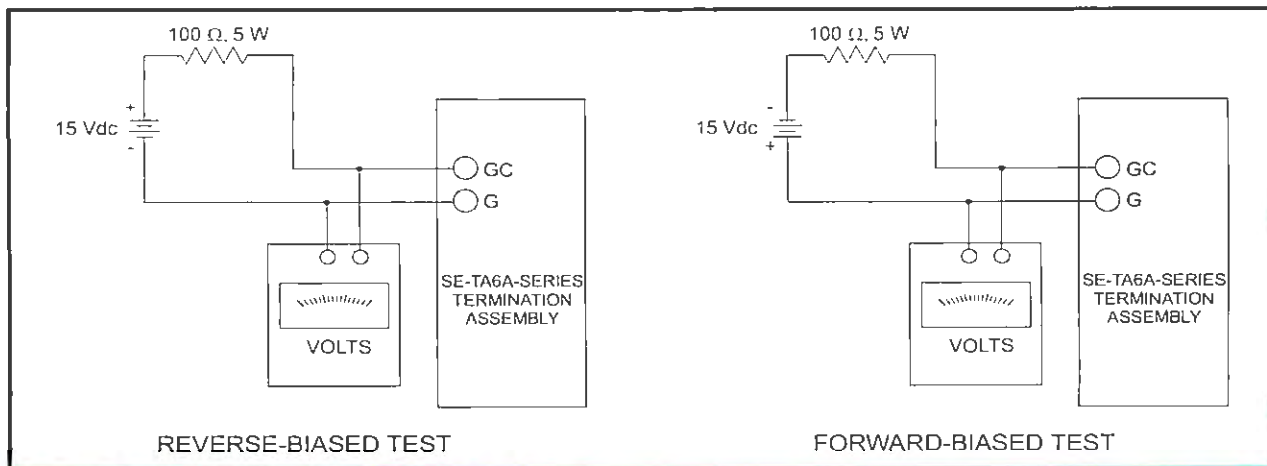 100 Ω, 5 W
+
15 Vdc
-
GC
G
SE-TA6A-SERIES
TERMINATION
ASSEMBLY
VOLTS
REVERSE-BIASED TEST
100 Ω, 5 W
-
15 Vdc
+
GC
G
SE-TA6A-SERIES
TERMINATION
ASSEMBLY
VOLTS
FORWARD-BIASED TEST